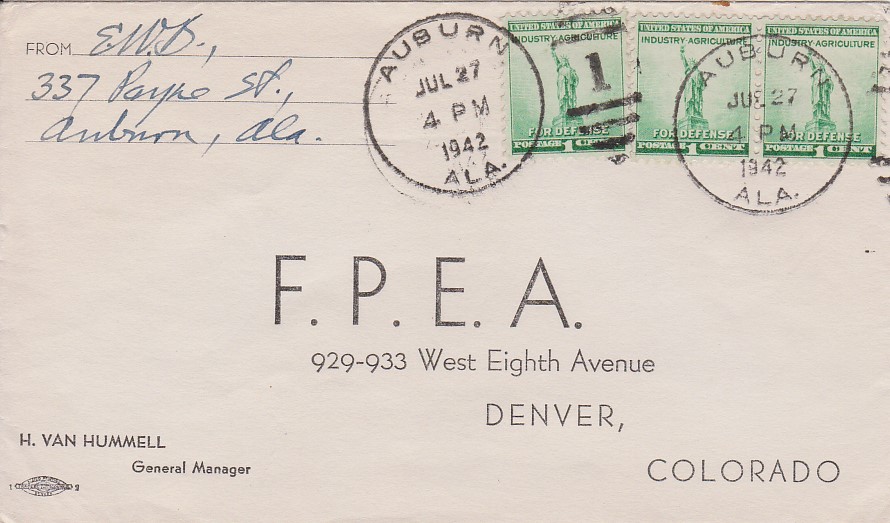 FROM E.W.D.,
337 Payne St.,
Auburn, Ala.
AUBURN
JUL 27
4 PM
1942
ALA.
UNITED STATES OF AMERICA
INDUSTRY·AGRICULTURE
FOR DEFENSE
POSTAGE 1 CENT
1
UNITED STATES OF AMERICA
INDUSTRY·AGRICULTURE
FOR DEFENSE
POSTAGE 1 CENT
UNITED STATES OF AMERICA
INDUSTRY·AGRICULTURE
FOR DEFENSE
POSTAGE 1 CENT
AUBURN
JUL 27
4 PM
1942
ALA.
F. P. E. A.
929-933 West Eighth Avenue
DENVER,
COLORADO
H. VAN HUMMELL
General Manager
1 2